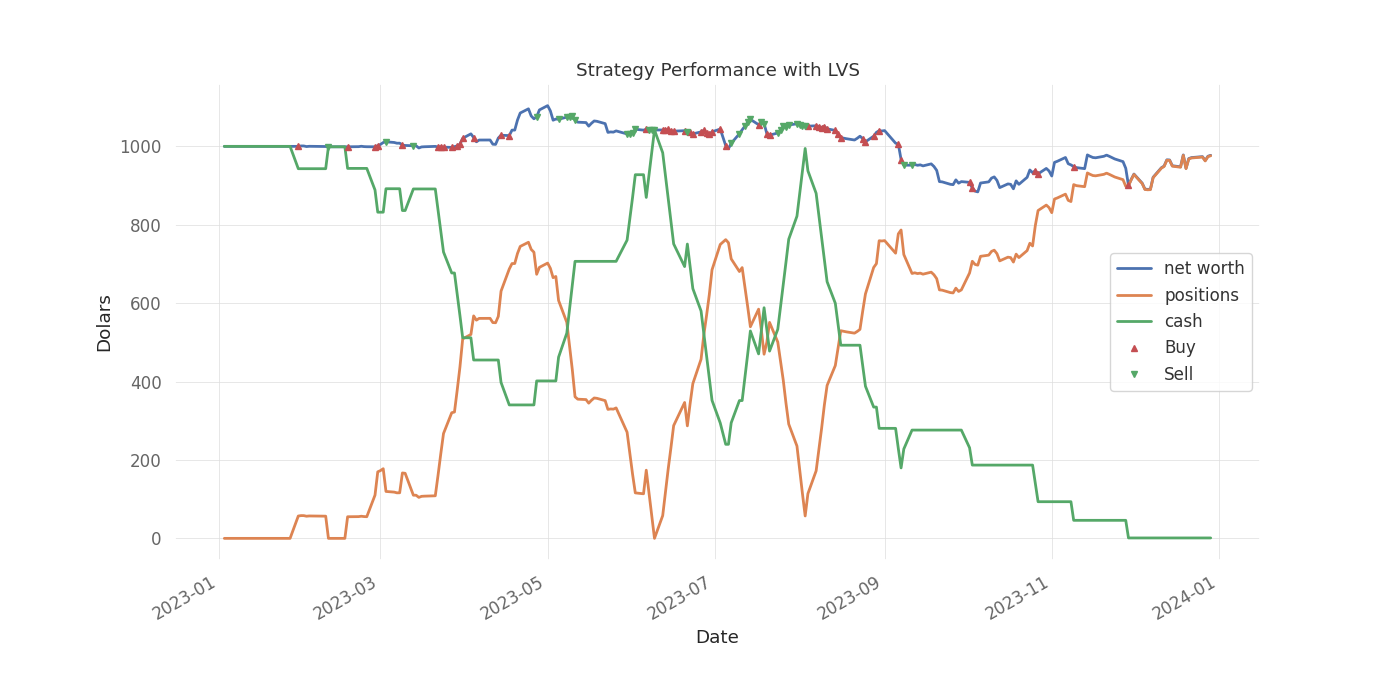 Strategy Performance with LVS
Dolars
1000
800
600
400
200
0
net worth
positions
cash
Buy
Sell
2023-01
2023-03
2023-05
2023-07
2023-09
2023-11
2024-01
Date